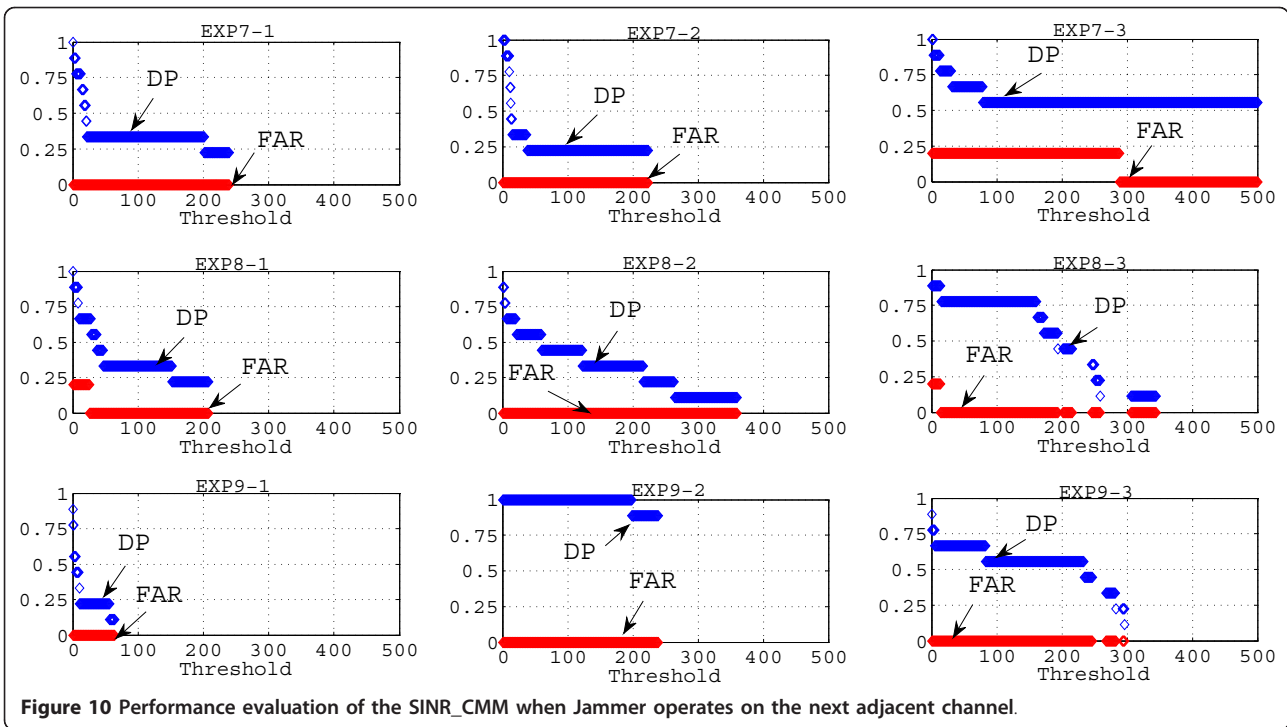 EXP7-1
1
0.75
0.5
0.25
0
DP
FAR
0 100 200 300 400 500
Threshold
EXP7-2
1
0.75
0.5
0.25
0
DP
FAR
0 100 200 300 400 500
Threshold
EXP7-3
1
0.75
0.5
0.25
0
DP
FAR
0 100 200 300 400 500
Threshold
EXP8-1
1
0.75
0.5
0.25
0
DP
FAR
0 100 200 300 400 500
Threshold
EXP8-2
1
0.75
0.5
0.25
0
DP
FAR
0 100 200 300 400 500
Threshold
EXP8-3
1
0.75
0.5
0.25
0
DP
FAR
0 100 200 300 400 500
Threshold
EXP9-1
1
0.75
0.5
0.25
0
DP
FAR
0 100 200 300 400 500
Threshold
EXP9-2
1
0.75
0.5
0.25
0
DP
FAR
0 100 200 300 400 500
Threshold
EXP9-3
1
0.75
0.5
0.25
0
DP
FAR
0 100 200 300 400 500
Threshold
Figure 10 Performance evaluation of the SINR_CMM when Jammer operates on the next adjacent channel.